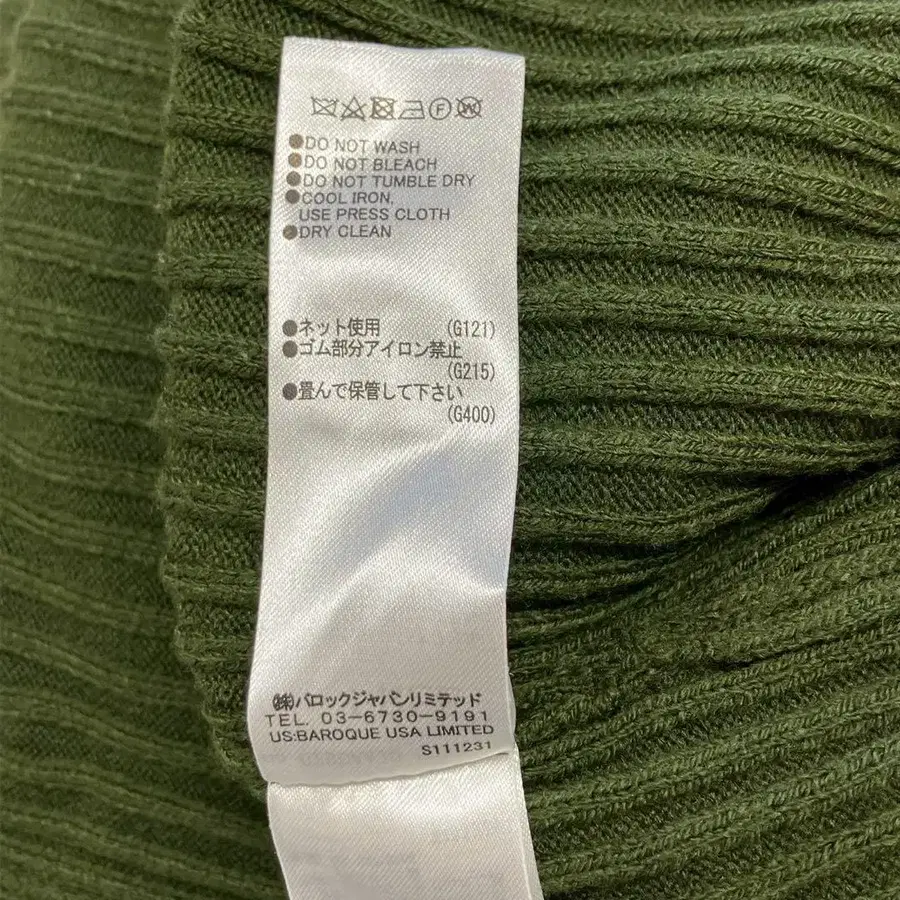 F W
●DO NOT WASH
●DO NOT BLEACH
●DO NOT TUMBLE DRY
●COOL IRON,
USE PRESS CLOTH
●DRY CLEAN
●ネット使用 (G121)
●ゴム部分アイロン禁止
(G215)
●畳んで保管して下さい
(G400)
㈱バロックジャパンリミテッド
TEL. 03-6730-9191
US:BAROQUE USA LIMITED
S111231